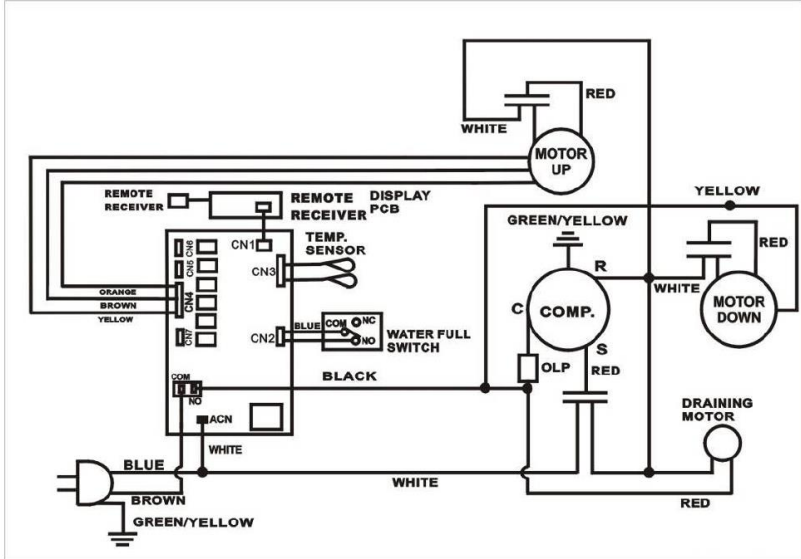 RED
WHITE
MOTOR
UP
REMOTE
RECEIVER
REMOTE
RECEIVER
DISPLAY
PCB
YELLOW
GREEN/YELLOW
CN6
CN1
TEMP.
SENSOR
RED
CN5
CN3
R
WHITE
MOTOR
DOWN
ORANGE
CN4
BROWN
YELLOW
C
COMP.
CN7
CN2
BLUE
COM
NC
NO
WATER FULL
SWITCH
S
OLP
RED
COM
NO
BLACK
DRAINING
MOTOR
ACN
WHITE
BLUE
WHITE
BROWN
RED
GREEN/YELLOW